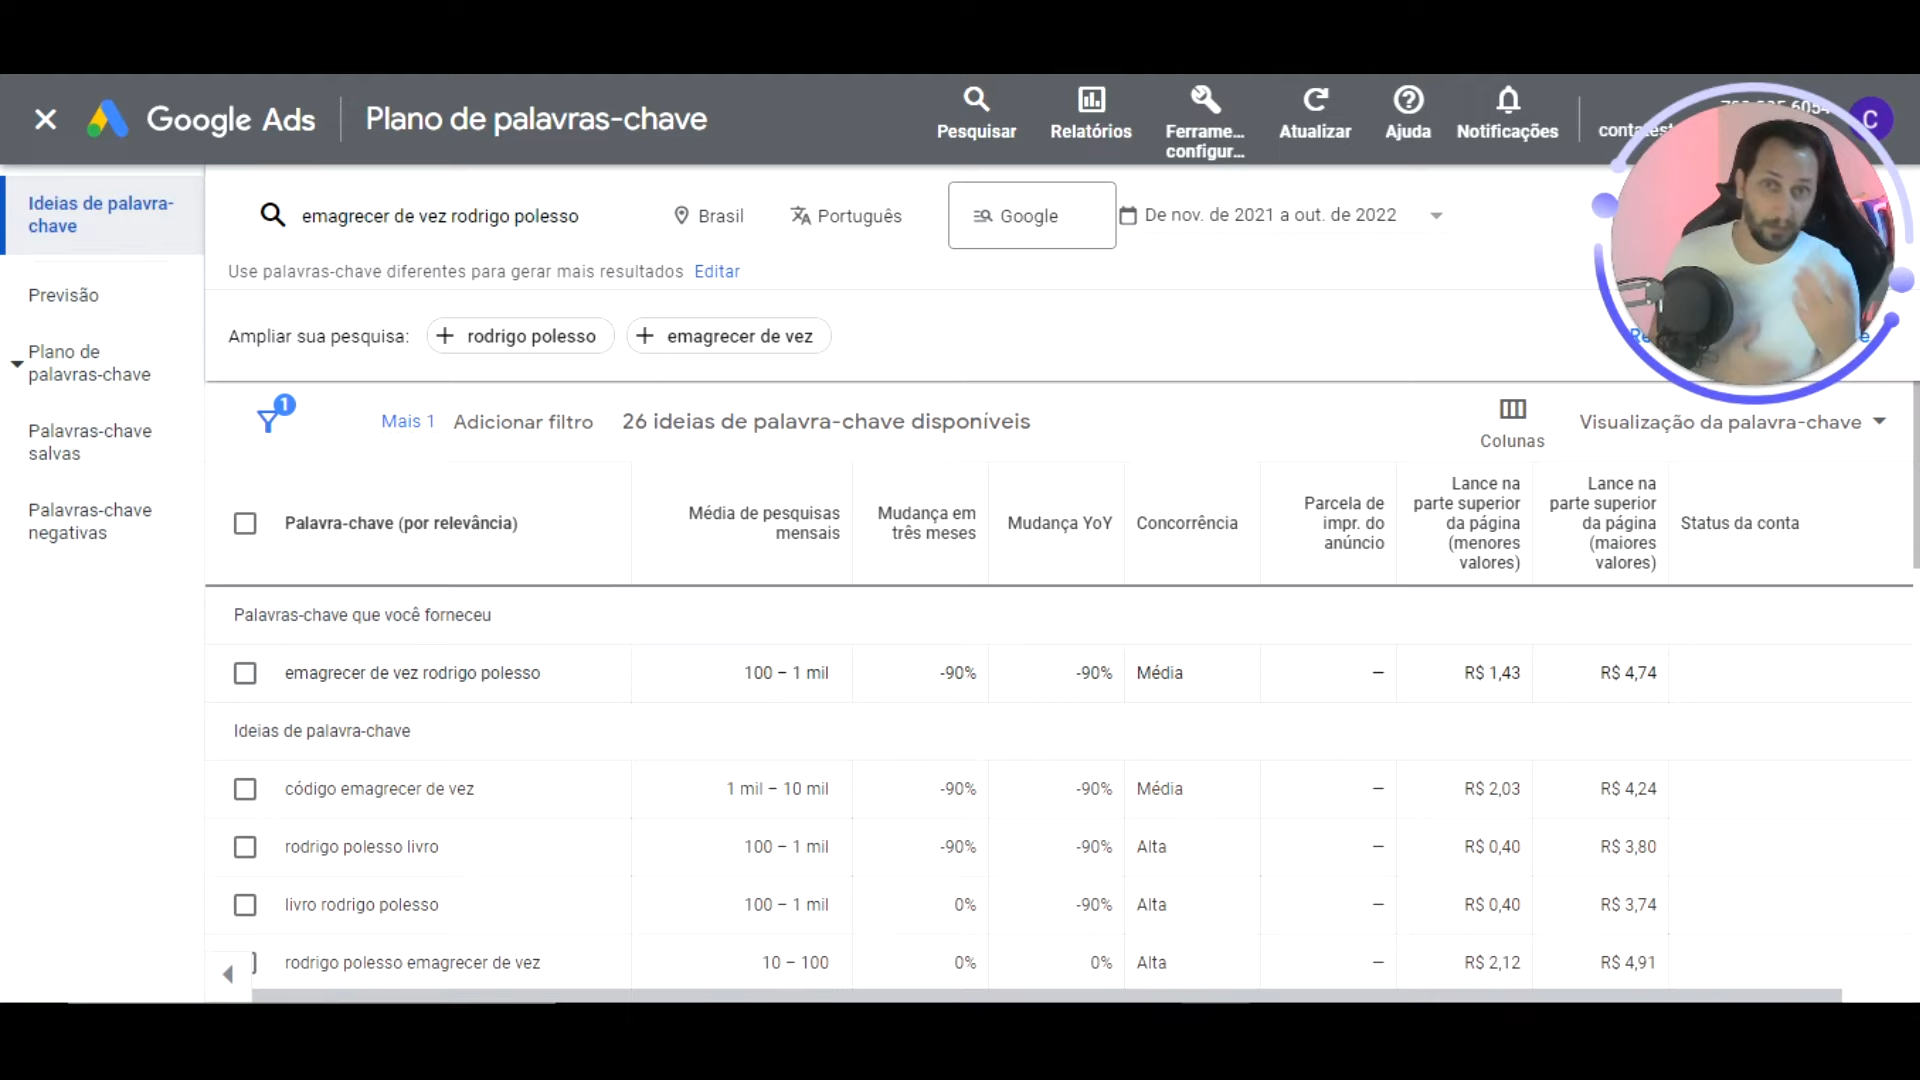 Google Ads
Plano de palavras-chave
Pesquisar
Relatórios
Ferrame...
configur...
Atualizar
Ajuda
Notificações
C
Ideias de palavra-
chave
Previsão
Plano de
palavras-chave
Palavras-chave
salvas
Palavras-chave
negativas
emagrecer de vez rodrigo polesso
Brasil
Português
Google
De nov. de 2021 a out. de 2022
Use palavras-chave diferentes para gerar mais resultados Editar
Ampliar sua pesquisa: rodrigo polesso emagrecer de vez
1
Mais 1 Adicionar filtro 26 ideias de palavra-chave disponíveis
Colunas
Visualização da palavra-chave
Palavra-chave (por relevância)
Média de pesquisas
mensais
Mudança em
três meses
Mudança YoY
Concorrência
Parcela de
impr. do
anúncio
Lance na
parte superior
da página
(menores
valores)
Lance na
parte superior
da página
(maiores
valores)
Status da conta
Palavras-chave que você forneceu
emagrecer de vez rodrigo polesso 100 – 1 mil -90% -90% Média – R$ 1,43 R$ 4,74
Ideias de palavra-chave
código emagrecer de vez 1 mil – 10 mil -90% -90% Média – R$ 2,03 R$ 4,24
rodrigo polesso livro 100 – 1 mil -90% -90% Alta – R$ 0,40 R$ 3,80
livro rodrigo polesso 100 – 1 mil 0% -90% Alta – R$ 0,40 R$ 3,74
rodrigo polesso emagrecer de vez 10 – 100 0% 0% Alta – R$ 2,12 R$ 4,91